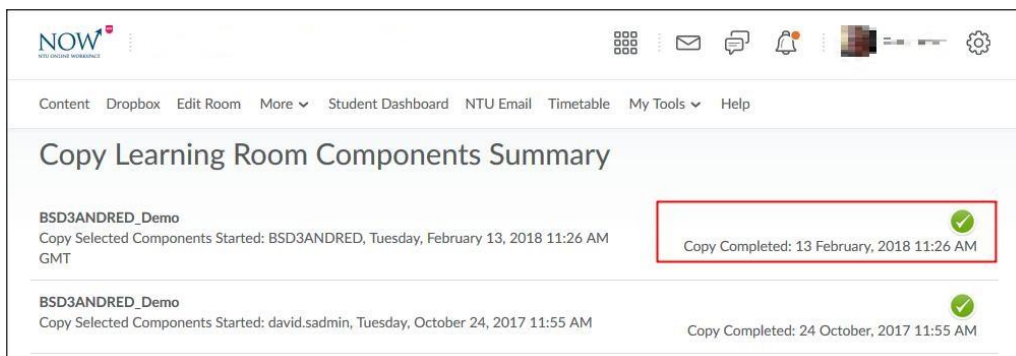 NOW
NTU ONLINE WORKSPACE
Content Dropbox Edit Room More Student Dashboard NTU Email Timetable My Tools Help
Copy Learning Room Components Summary
BSD3ANDRED_Demo
Copy Selected Components Started: BSD3ANDRED, Tuesday, February 13, 2018 11:26 AM
GMT
Copy Completed: 13 February, 2018 11:26 AM
BSD3ANDRED_Demo
Copy Selected Components Started: david.sadmin, Tuesday, October 24, 2017 11:55 AM
Copy Completed: 24 October, 2017 11:55 AM